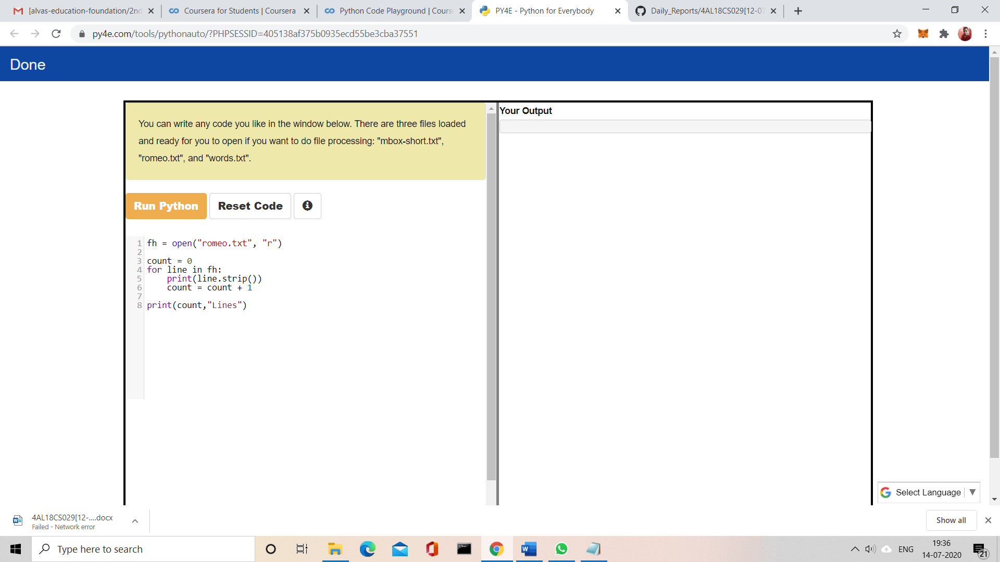 [alvas-education-foundation/2nd
Coursera for Students | Coursera
Python Code Playground | Course
PY4E - Python for Everybody
Daily_Reports/4AL18CS029[12-07
py4e.com/tools/pythonauto/?PHPSESSID=405138af375b0935ecd55be3cba37551
Done
You can write any code you like in the window below. There are three files loaded
and ready for you to open if you want to do file processing: "mbox-short.txt",
"romeo.txt", and "words.txt".
Run Python
Reset Code
1 fh = open("romeo.txt", "r")
2
3 count = 0
4 for line in fh:
5     print(line.strip())
6     count = count + 1
7
8 print(count,"Lines")
Your Output
G Select Language ▼
4AL18CS029[12-....docx
Failed - Network error
Show all
Type here to search
ENG
19:36
14-07-2020
21